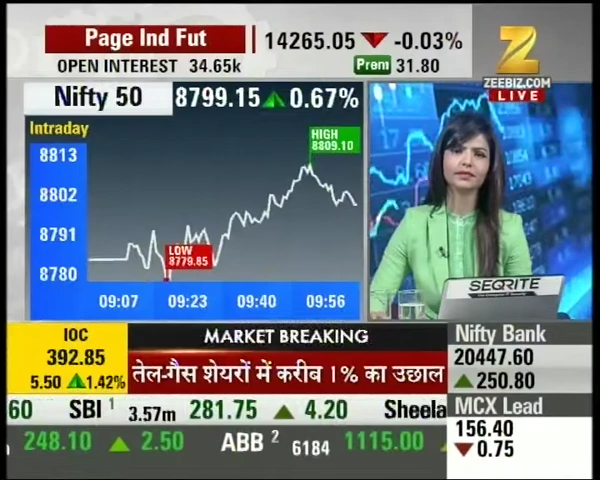 Page Ind Fut
14265.05 ▼ -0.03%
OPEN INTEREST 34.65k
Prem 31.80
ZEEBIZ.COM
LIVE
Nifty 50 8799.15 ▲ 0.67%
Intraday
HIGH
8809.10
8813
8802
8791
8780
LOW
8779.85
09:07 09:23 09:40 09:56
SEQRITE
IOC
392.85
5.50 ▲ 1.42%
MARKET BREAKING
तेल-गैस शेयरों में करीब 1% का उछाल
Nifty Bank
20447.60
▲ 250.80
60 SBI 1 3.57m 281.75 ▲ 4.20 Sheela
MCX Lead
156.40
▼ 0.75
248.10 ▲ 2.50 ABB 2 6184 1115.00